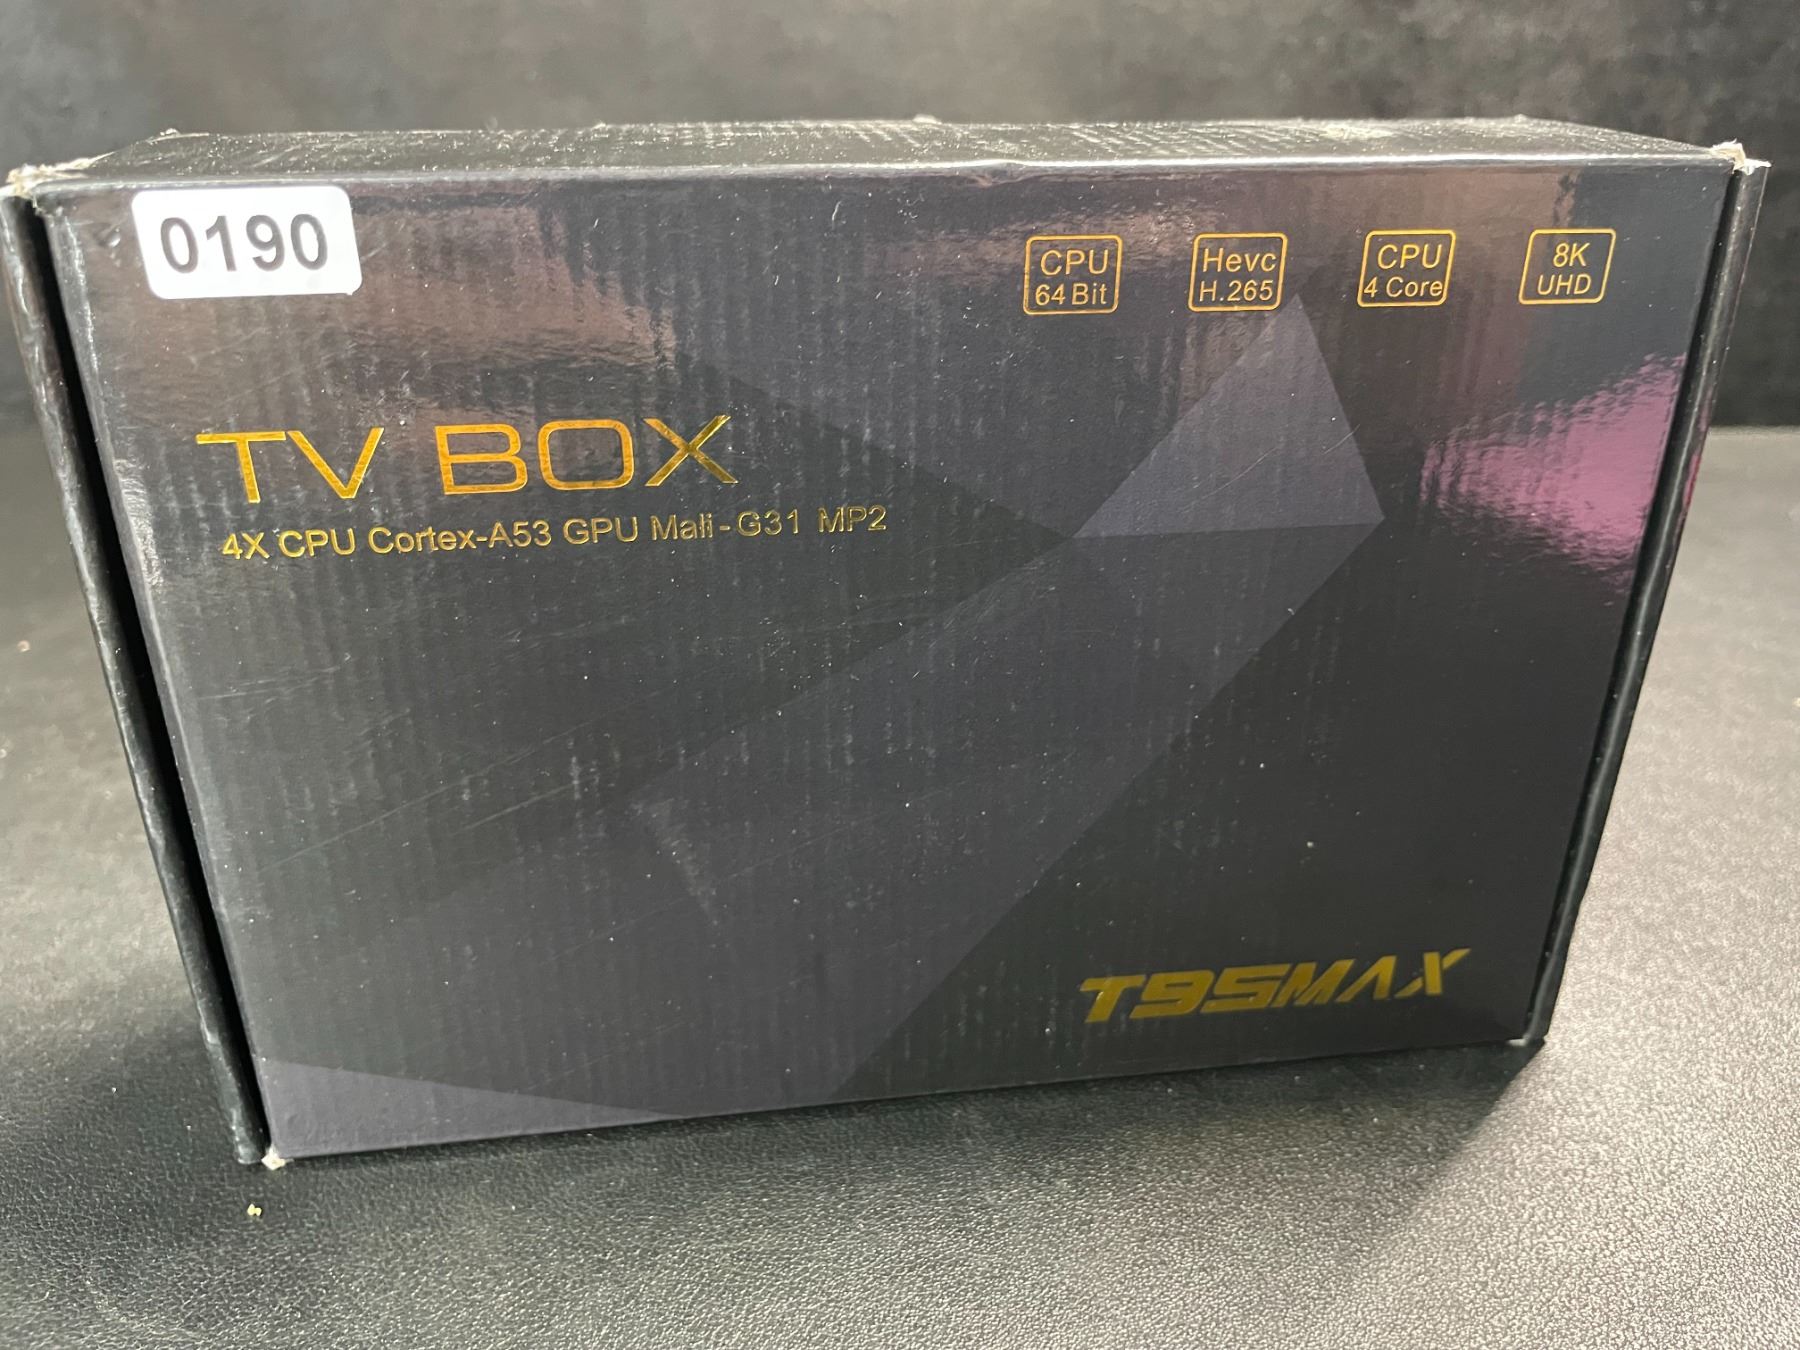 0190
CPU
64 Bit
Hevc
H.265
CPU
4 Core
8K
UHD
TV BOX
4X CPU Cortex-A53 GPU Mali-G31 MP2
T95MAX